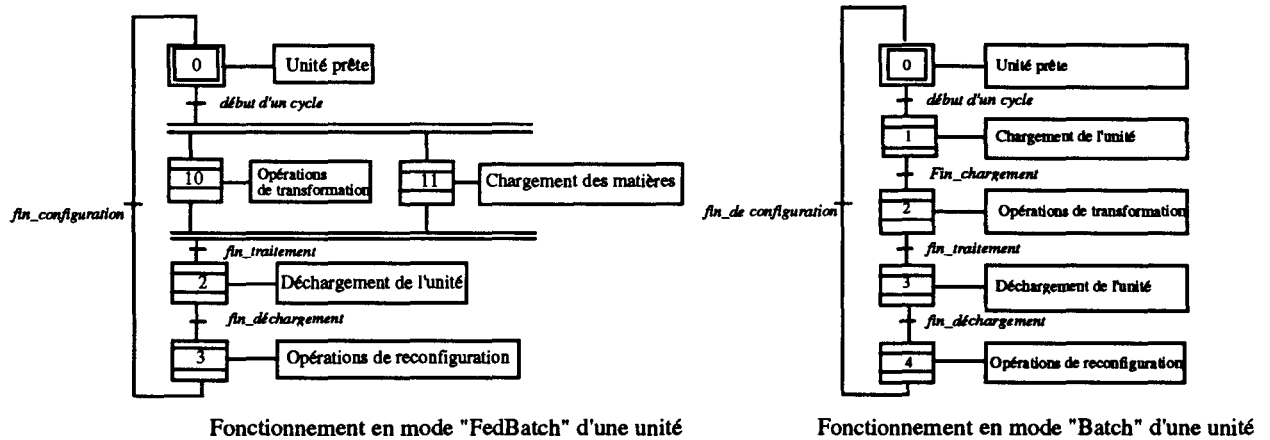 0
Unité prête
début d'un cycle
10
Opérations
de transformation
11
Chargement des matières
fin_configuration
fin_traitement
2
Déchargement de l'unité
fin_déchargement
3
Opérations de reconfiguration
Fonctionnement en mode "FedBatch" d'une unité
0
Unité prête
début d'un cycle
1
Chargement de l'unité
Fin_chargement
fin_de configuration
2
Opérations de transformation
fin_traitement
3
Déchargement de l'unité
fin_déchargement
4
Opérations de reconfiguration
Fonctionnement en mode "Batch" d'une unité